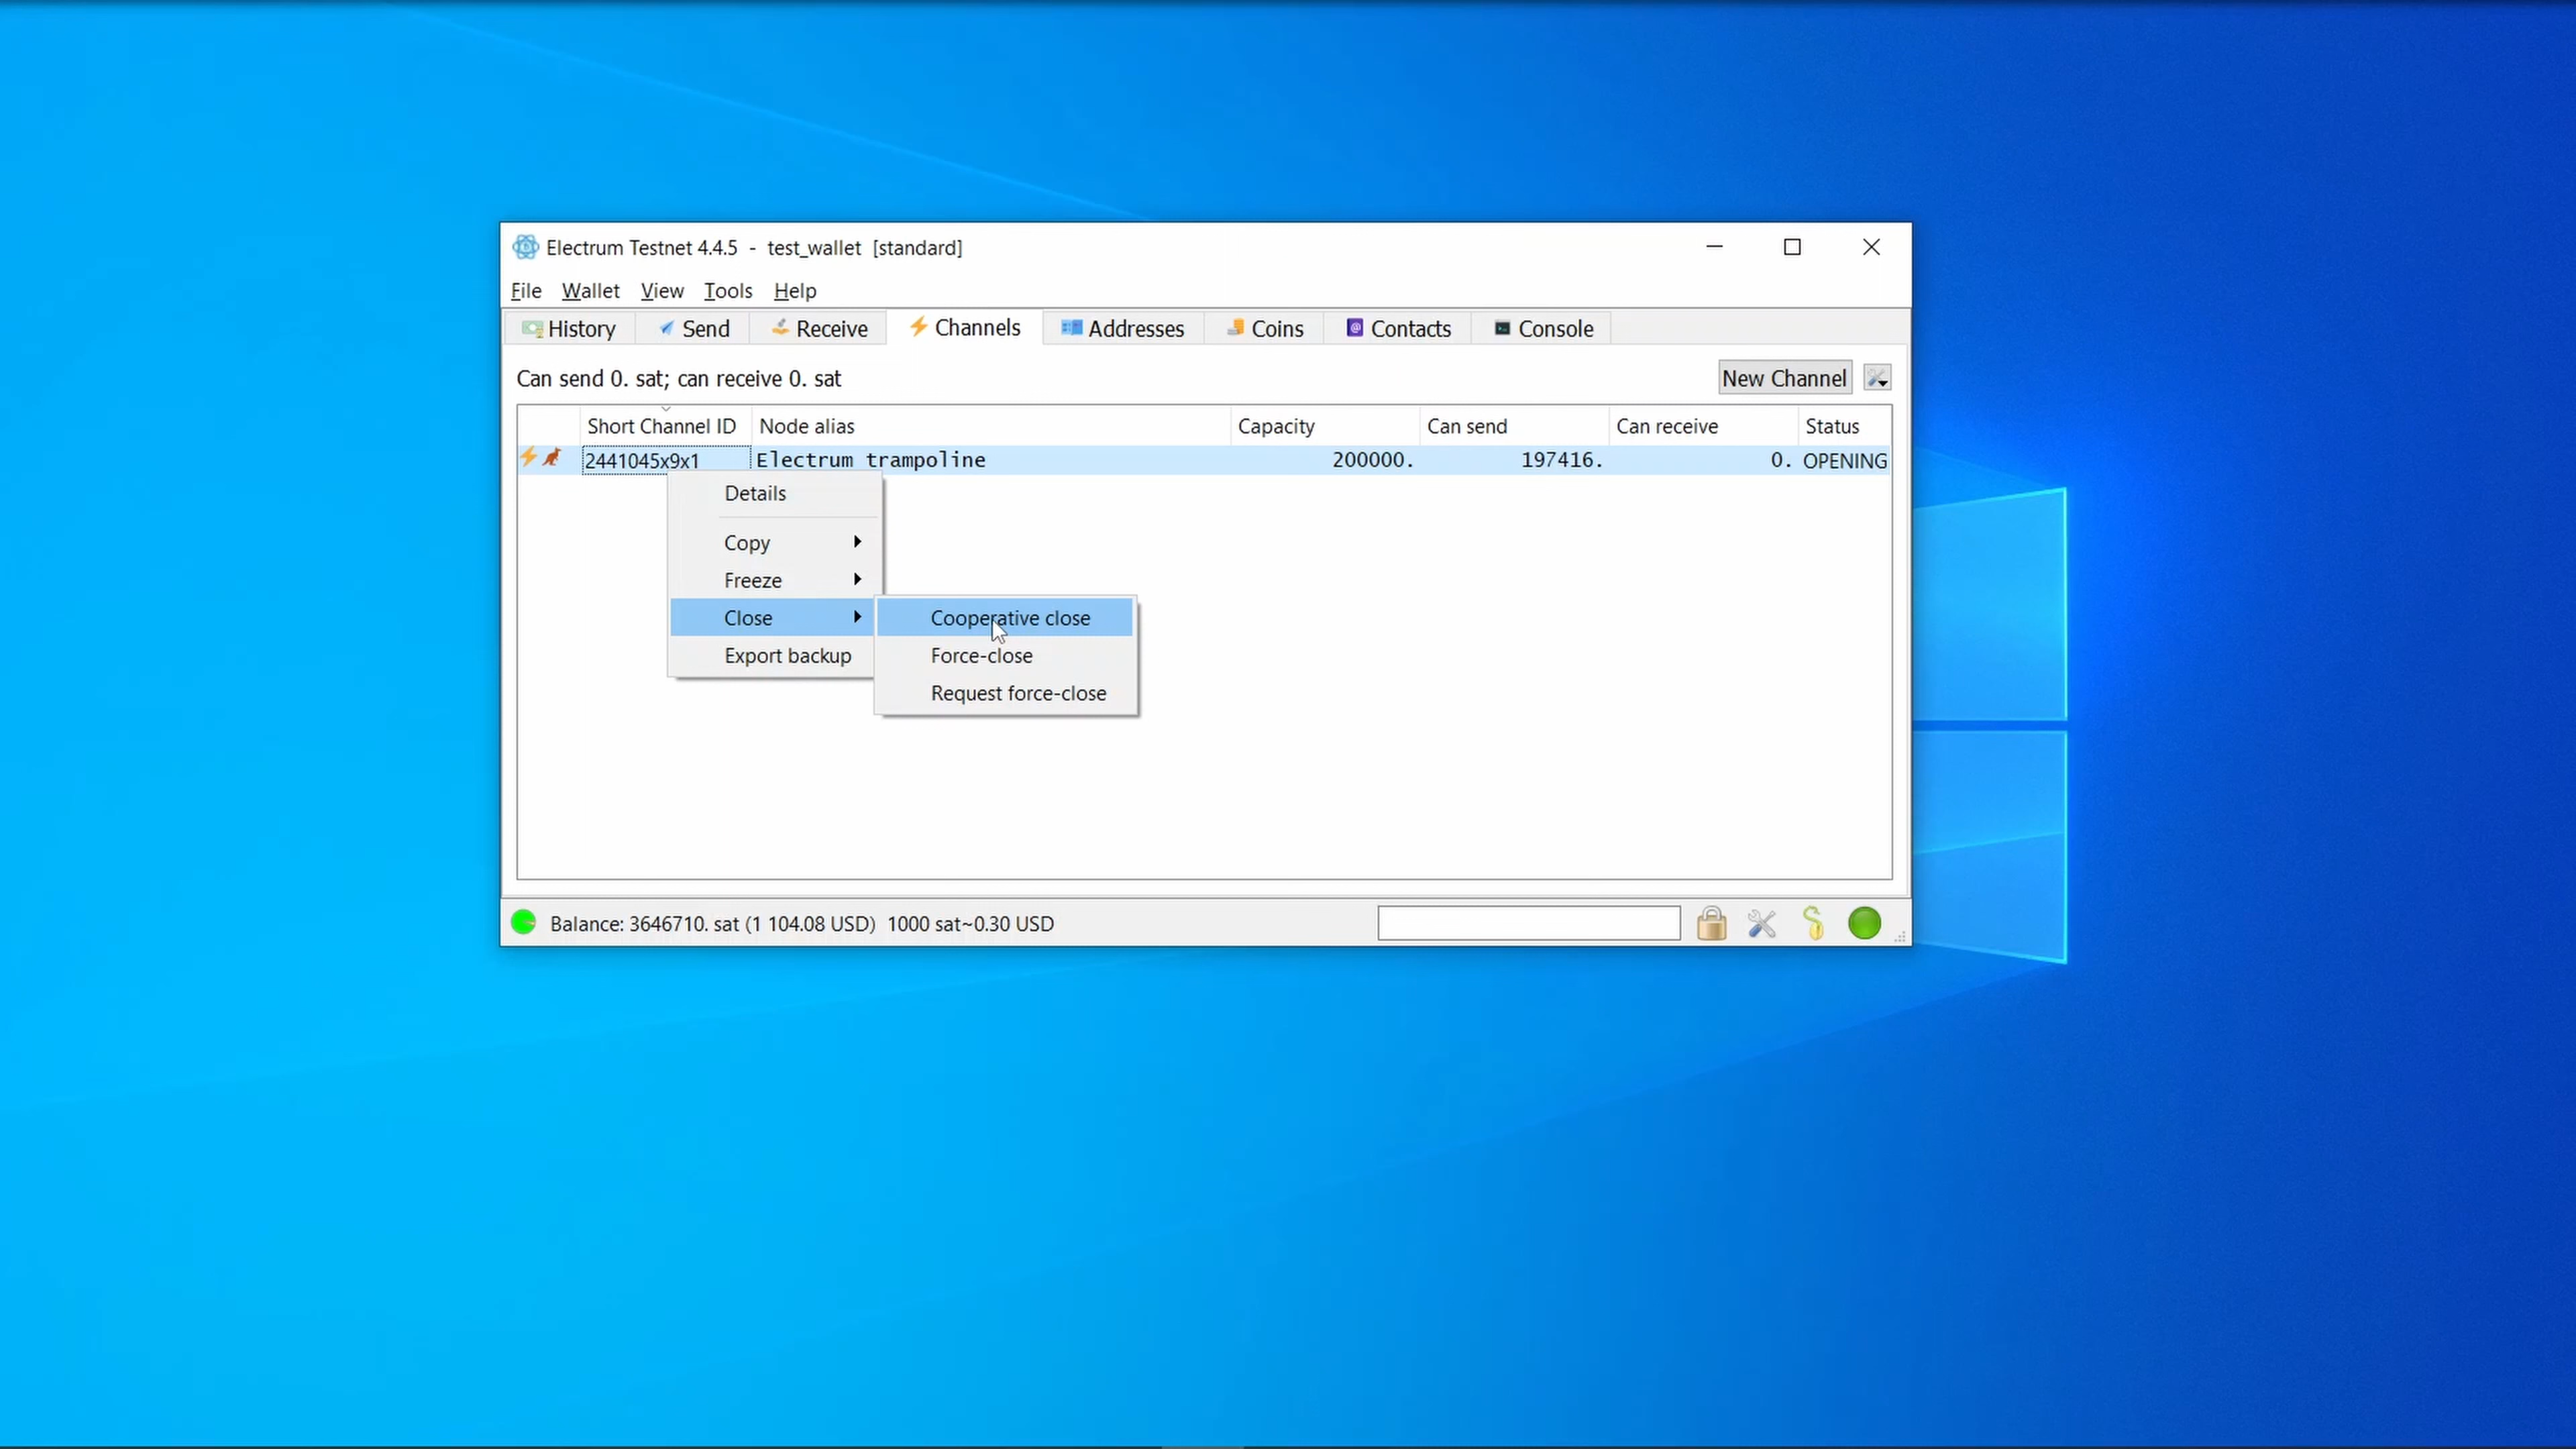 Electrum Testnet 4.4.5 - test_wallet [standard]
File Wallet View Tools Help
History Send Receive Channels Addresses Coins Contacts Console
Can send 0. sat; can receive 0. sat New Channel
Short Channel ID Node alias Capacity Can send Can receive Status
2441045x9x1 Electrum trampoline 200000. 197416. 0. OPENING
Details
Copy
Freeze
Close
Export backup
Cooperative close
Force-close
Request force-close
Balance: 3646710. sat (1 104.08 USD) 1000 sat~0.30 USD